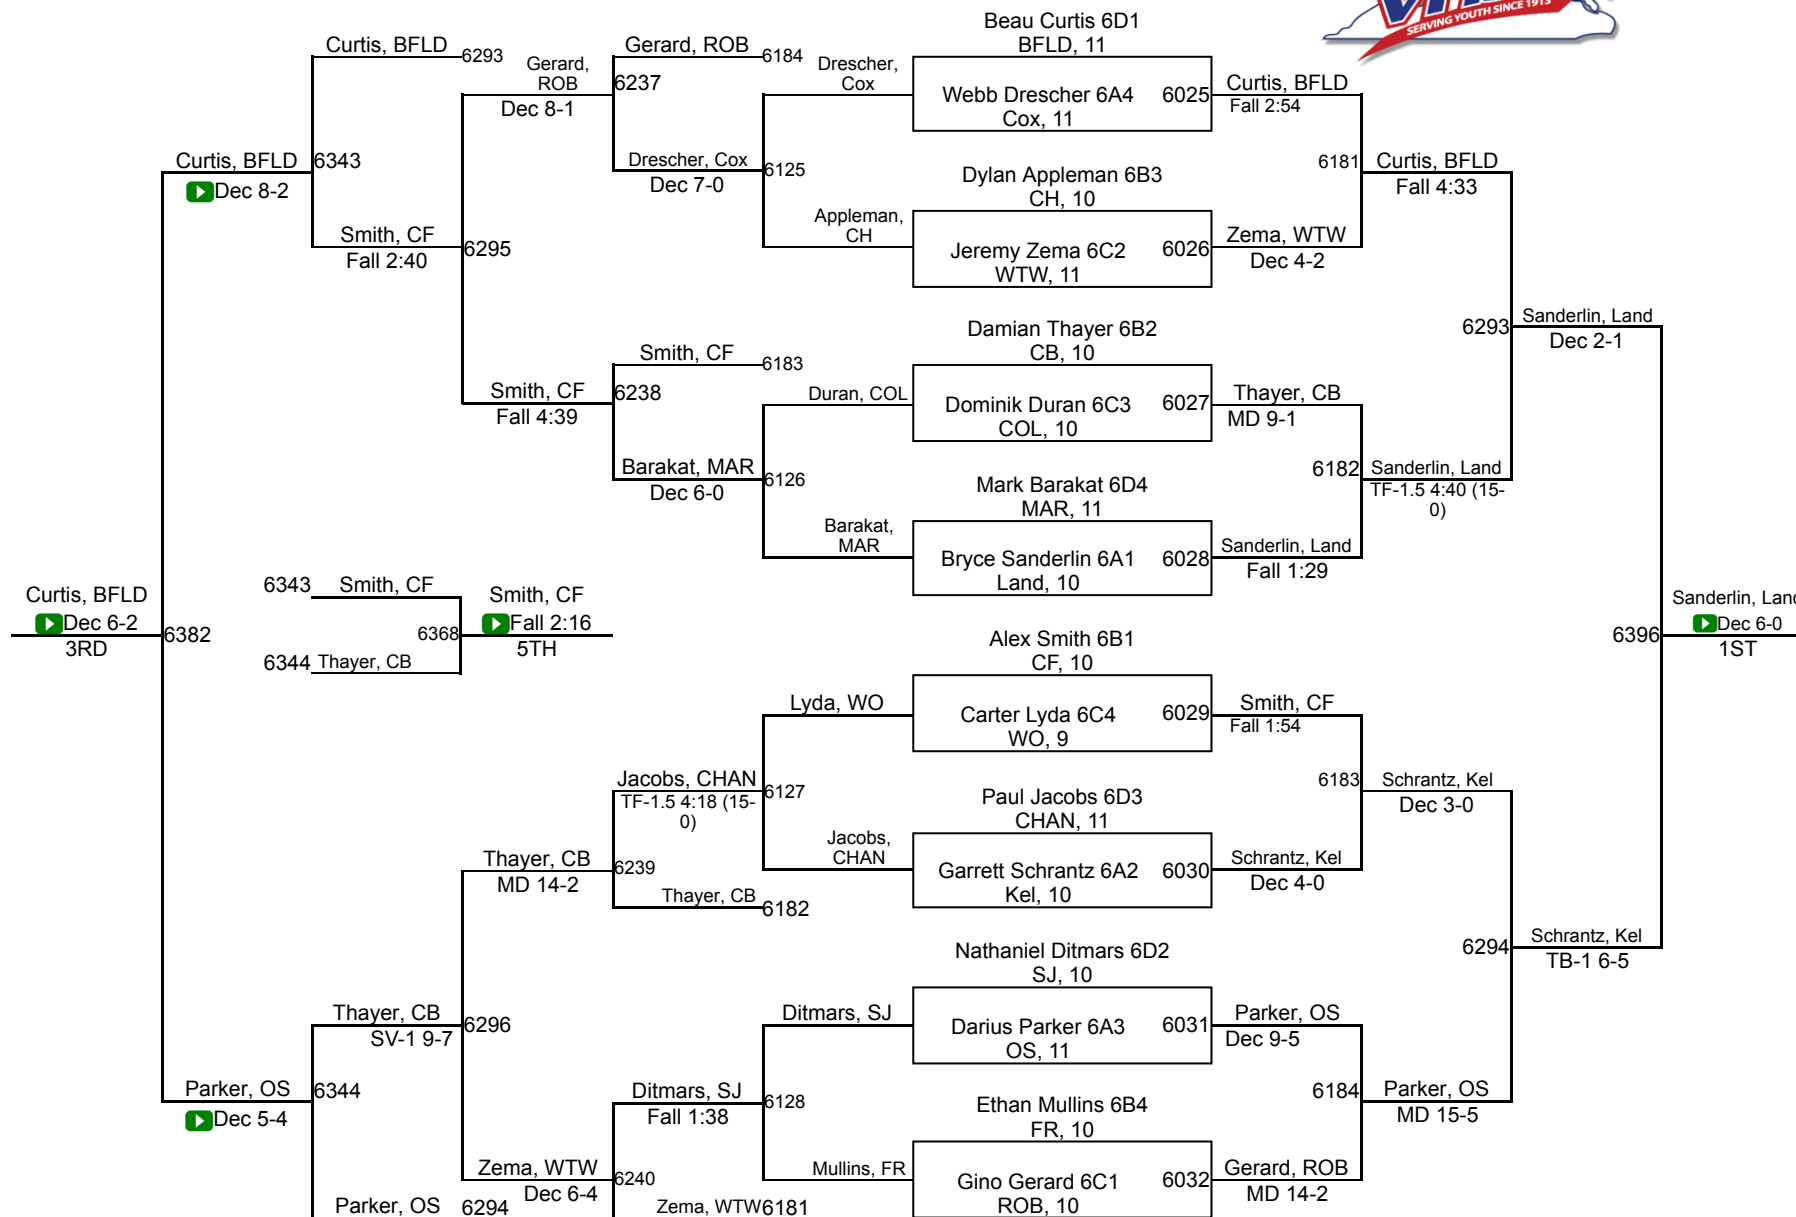 SERVING YOUTH SINCE 1913
Beau Curtis 6D1
BFLD, 11
Webb Drescher 6A4
Cox, 11
6025
Dylan Appleman 6B3
CH, 10
Jeremy Zema 6C2
WTW, 11
6026
Damian Thayer 6B2
CB, 10
Dominik Duran 6C3
COL, 10
6027
Mark Barakat 6D4
MAR, 11
Bryce Sanderlin 6A1
Land, 10
6028
Alex Smith 6B1
CF, 10
Carter Lyda 6C4
WO, 9
6029
Paul Jacobs 6D3
CHAN, 11
Garrett Schrantz 6A2
Kel, 10
6030
Nathaniel Ditmars 6D2
SJ, 10
Darius Parker 6A3
OS, 11
6031
Ethan Mullins 6B4
FR, 10
Gino Gerard 6C1
ROB, 10
6032
Curtis, BFLD
Fall 2:54
6181
Zema, WTW
Dec 4-2
Thayer, CB
MD 9-1
6182
Sanderlin, Land
Fall 1:29
Smith, CF
Fall 1:54
6183
Schrantz, Kel
Dec 4-0
Parker, OS
Dec 9-5
6184
Gerard, ROB
MD 14-2
Curtis, BFLD
Fall 4:33
6293
Sanderlin, Land
TF-1.5 4:40 (15-
0)
Schrantz, Kel
Dec 3-0
6294
Parker, OS
MD 15-5
Sanderlin, Land
Dec 2-1
6396
Schrantz, Kel
TB-1 6-5
Sanderlin, Land
Dec 6-0
1ST
Drescher,
Cox
6125
Appleman,
CH
Duran, COL
6126
Barakat,
MAR
Lyda, WO
6127
Jacobs,
CHAN
Ditmars, SJ
6128
Mullins, FR
Gerard, ROB
6184
6237
Drescher, Cox
Dec 7-0
Smith, CF
6183
6238
Barakat, MAR
Dec 6-0
Jacobs, CHAN
TF-1.5 4:18 (15-
0)
6239
Thayer, CB
6182
Ditmars, SJ
Fall 1:38
6240
Zema, WTW
6181
Gerard,
ROB
Dec 8-1
6295
Smith, CF
Fall 4:39
Thayer, CB
MD 14-2
6296
Zema, WTW
Dec 6-4
Curtis, BFLD
6293
6343
Smith, CF
Fall 2:40
Thayer, CB
SV-1 9-7
6344
Parker, OS
6294
Curtis, BFLD
Dec 8-2
6382
Parker, OS
Dec 5-4
Curtis, BFLD
Dec 6-2
3RD
6343
Smith, CF
6368
6344
Thayer, CB
Smith, CF
Fall 2:16
5TH